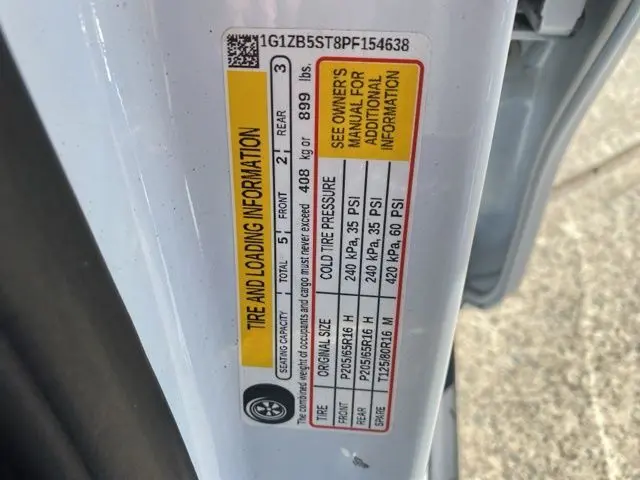 1G1ZB5ST8PF154638
TIRE AND LOADING INFORMATION
SEATING CAPACITY TOTAL 5 FRONT 2 REAR 3
The combined weight of occupants and cargo must never exceed 408 kg or 899 lbs.
TIRE ORIGINAL SIZE COLD TIRE PRESSURE
FRONT P205/65R16 H 240 kPa, 35 PSI
REAR P205/65R16 H 240 kPa, 35 PSI
SPARE T125/80R16 M 420 kPa, 60 PSI
SEE OWNER'S
MANUAL FOR
ADDITIONAL
INFORMATION